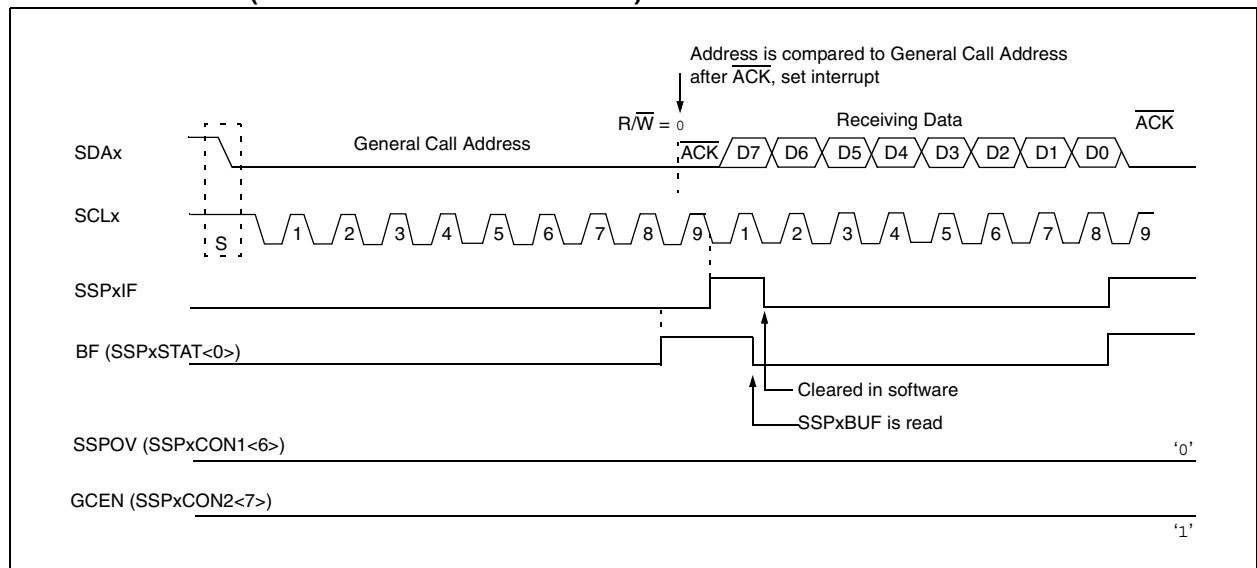 Address is compared to General Call Address
after ACK, set interrupt
R/W = 0
Receiving Data
ACK
SDAx
General Call Address
ACK D7 D6 D5 D4 D3 D2 D1 D0
SCLx
S 1 2 3 4 5 6 7 8 9 1 2 3 4 5 6 7 8 9
SSPxIF
BF (SSPxSTAT<0>)
Cleared in software
SSPxBUF is read
SSPOV (SSPxCON1<6>)
‘0’
GCEN (SSPxCON2<7>)
‘1’